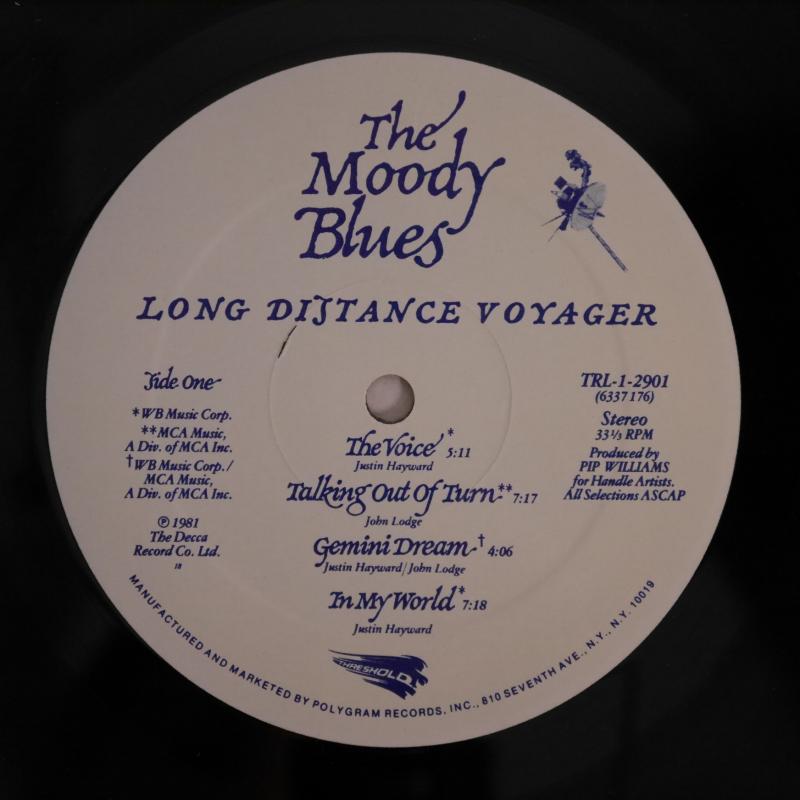 The
Moody
Blues
LONG DISTANCE VOYAGER
Side One
*WB Music Corp.
**MCA Music,
A Div. of MCA Inc.
†WB Music Corp./
MCA Music,
A Div. of MCA Inc.
℗ 1981
The Decca
Record Co. Ltd.
18
TRL-1-2901
(6337 176)
Stereo
33⅓ RPM
Produced by
PIP WILLIAMS
for Handle Artists.
All Selections ASCAP
The Voice* 5:11
Justin Hayward
Talking Out Of Turn** 7:17
John Lodge
Gemini Dream† 4:06
Justin Hayward/John Lodge
In My World* 7:18
Justin Hayward
THRESHOLD
MANUFACTURED AND MARKETED BY POLYGRAM RECORDS, INC., 810 SEVENTH AVE., N.Y., N.Y. 10019